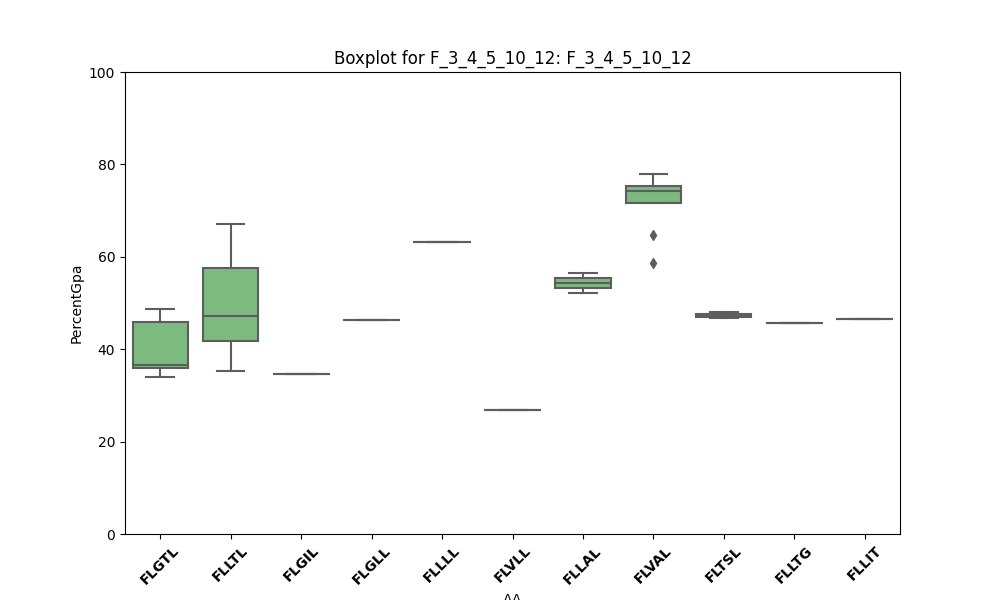 Boxplot for F_3_4_5_10_12: F_3_4_5_10_12
100
80
60
40
20
0
PercentGpa
FLGTL FLLTL FLGIL FLGLL FLLLL FLVLL FLLAL FLVAL FLTSL FLLTG FLLIT
AA